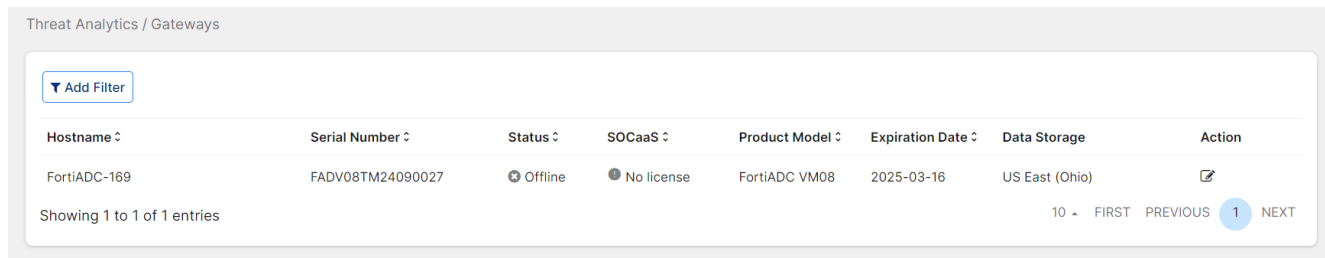 Threat Analytics / Gateways
Add Filter
Hostname Serial Number Status SOCaaS Product Model Expiration Date Data Storage Action
FortiADC-169 FADV08TM24090027 Offline No license FortiADC VM08 2025-03-16 US East (Ohio)
Showing 1 to 1 of 1 entries 10 FIRST PREVIOUS 1 NEXT